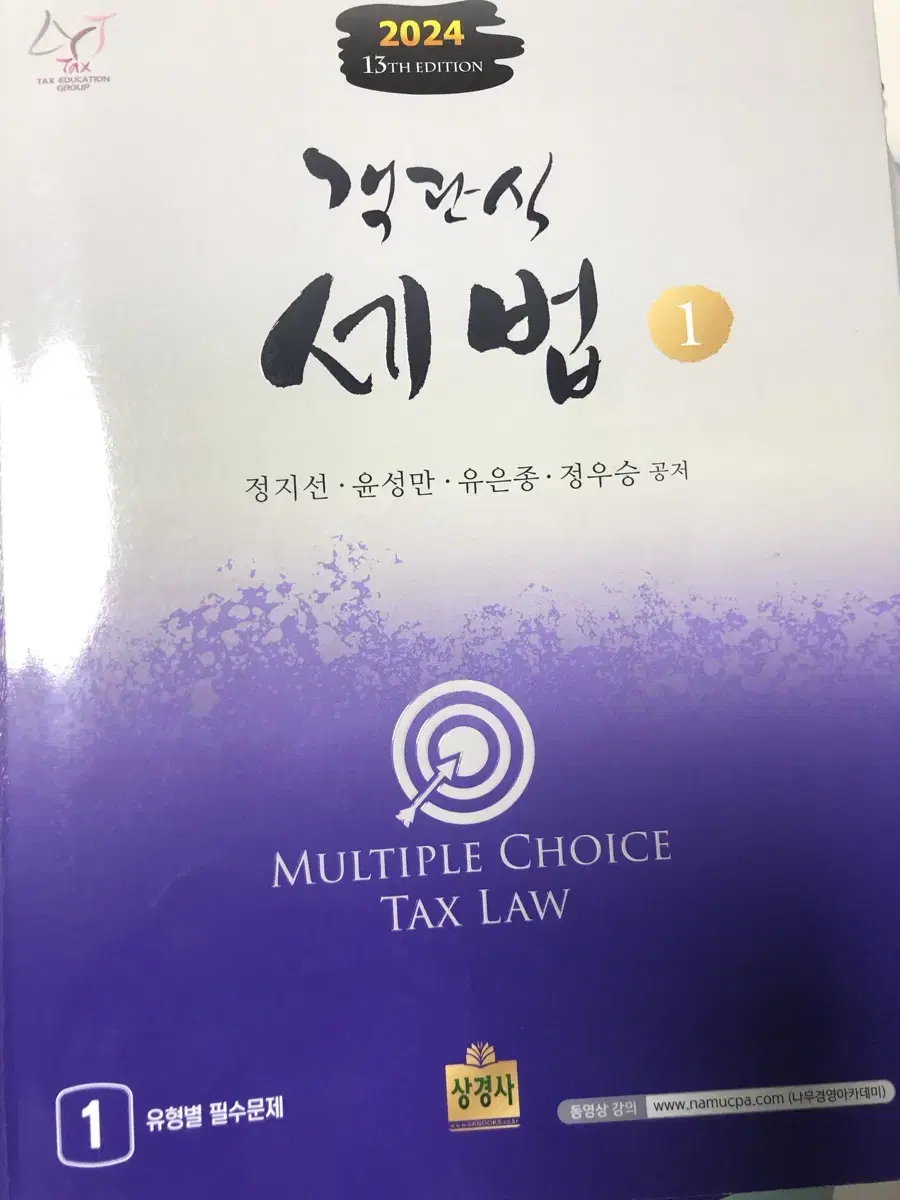 Tax
TAX EDUCATION
GROUP
2024
13TH EDITION
객관식
세법 1
정지선 · 윤성만 · 유은종 · 정우승 공저
MULTIPLE CHOICE
TAX LAW
1 유형별 필수문제
상경사
동영상 강의 www.namucpa.com (나무경영아카데미)